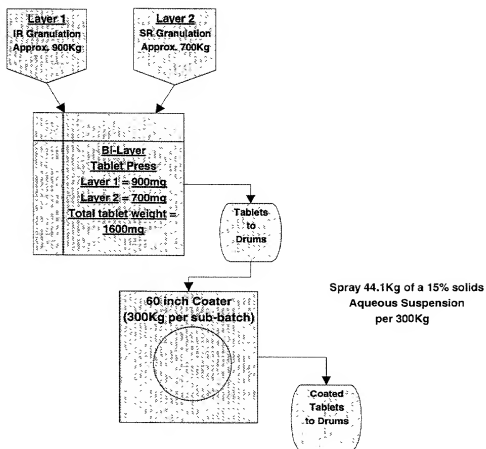 Layer 1
IR Granulation
Approx. 900Kg
Layer 2
SR Granulation
Approx. 700Kg
Bi-Layer
Tablet Press
Layer 1 = 900mg
Layer 2 = 700mg
Total tablet weight =
1600mg
Tablets
to
Drums
60 inch Coater
(300Kg per sub-batch)
Spray 44.1Kg of a 15% solids
Aqueous Suspension
per 300Kg
Coated
Tablets
to Drums